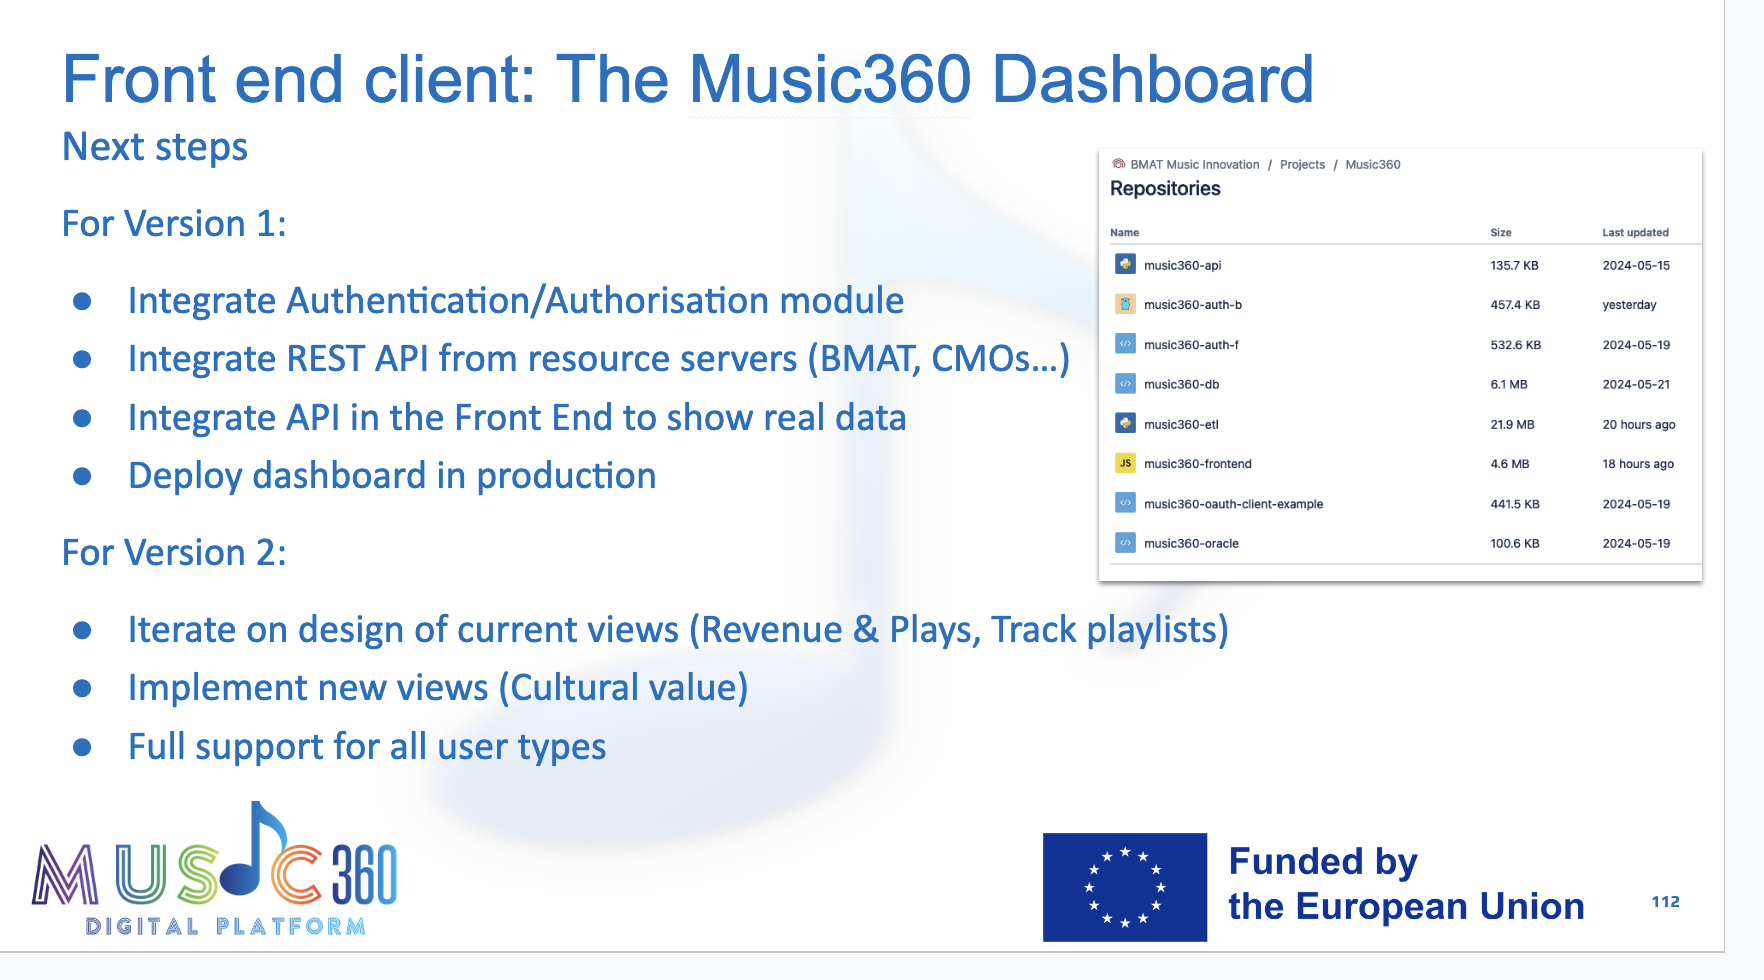 Front end client: The Music360 Dashboard
Next steps
For Version 1:
● Integrate Authentication/Authorisation module
● Integrate REST API from resource servers (BMAT, CMOs...)
● Integrate API in the Front End to show real data
● Deploy dashboard in production
For Version 2:
● Iterate on design of current views (Revenue & Plays, Track playlists)
● Implement new views (Cultural value)
● Full support for all user types
BMAT Music Innovation / Projects / Music360
Repositories
Name Size Last updated
music360-api 135.7 KB 2024-05-15
music360-auth-b 457.4 KB yesterday
</> music360-auth-f 532.6 KB 2024-05-19
</> music360-db 6.1 MB 2024-05-21
music360-etl 21.9 MB 20 hours ago
JS music360-frontend 4.6 MB 18 hours ago
</> music360-oauth-client-example 441.5 KB 2024-05-19
</> music360-oracle 100.6 KB 2024-05-19
MUSIC 360
DIGITAL PLATFORM
Funded by
the European Union
112